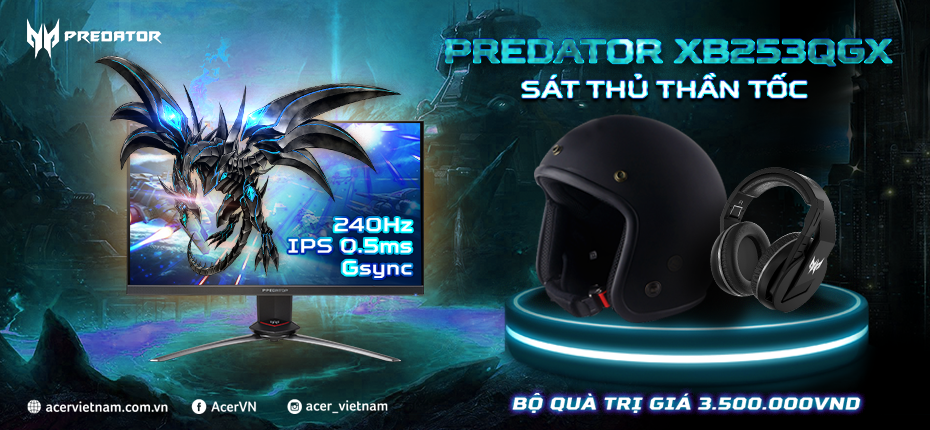 PREDATOR
PREDATOR XB253QGX
SÁT THỦ THẦN TỐC
240Hz
IPS 0.5ms
Gsync
PREDATOR
acervietnam.com.vn
AcerVN
acer_vietnam
BỘ QUÀ TRỊ GIÁ 3.500.000VND